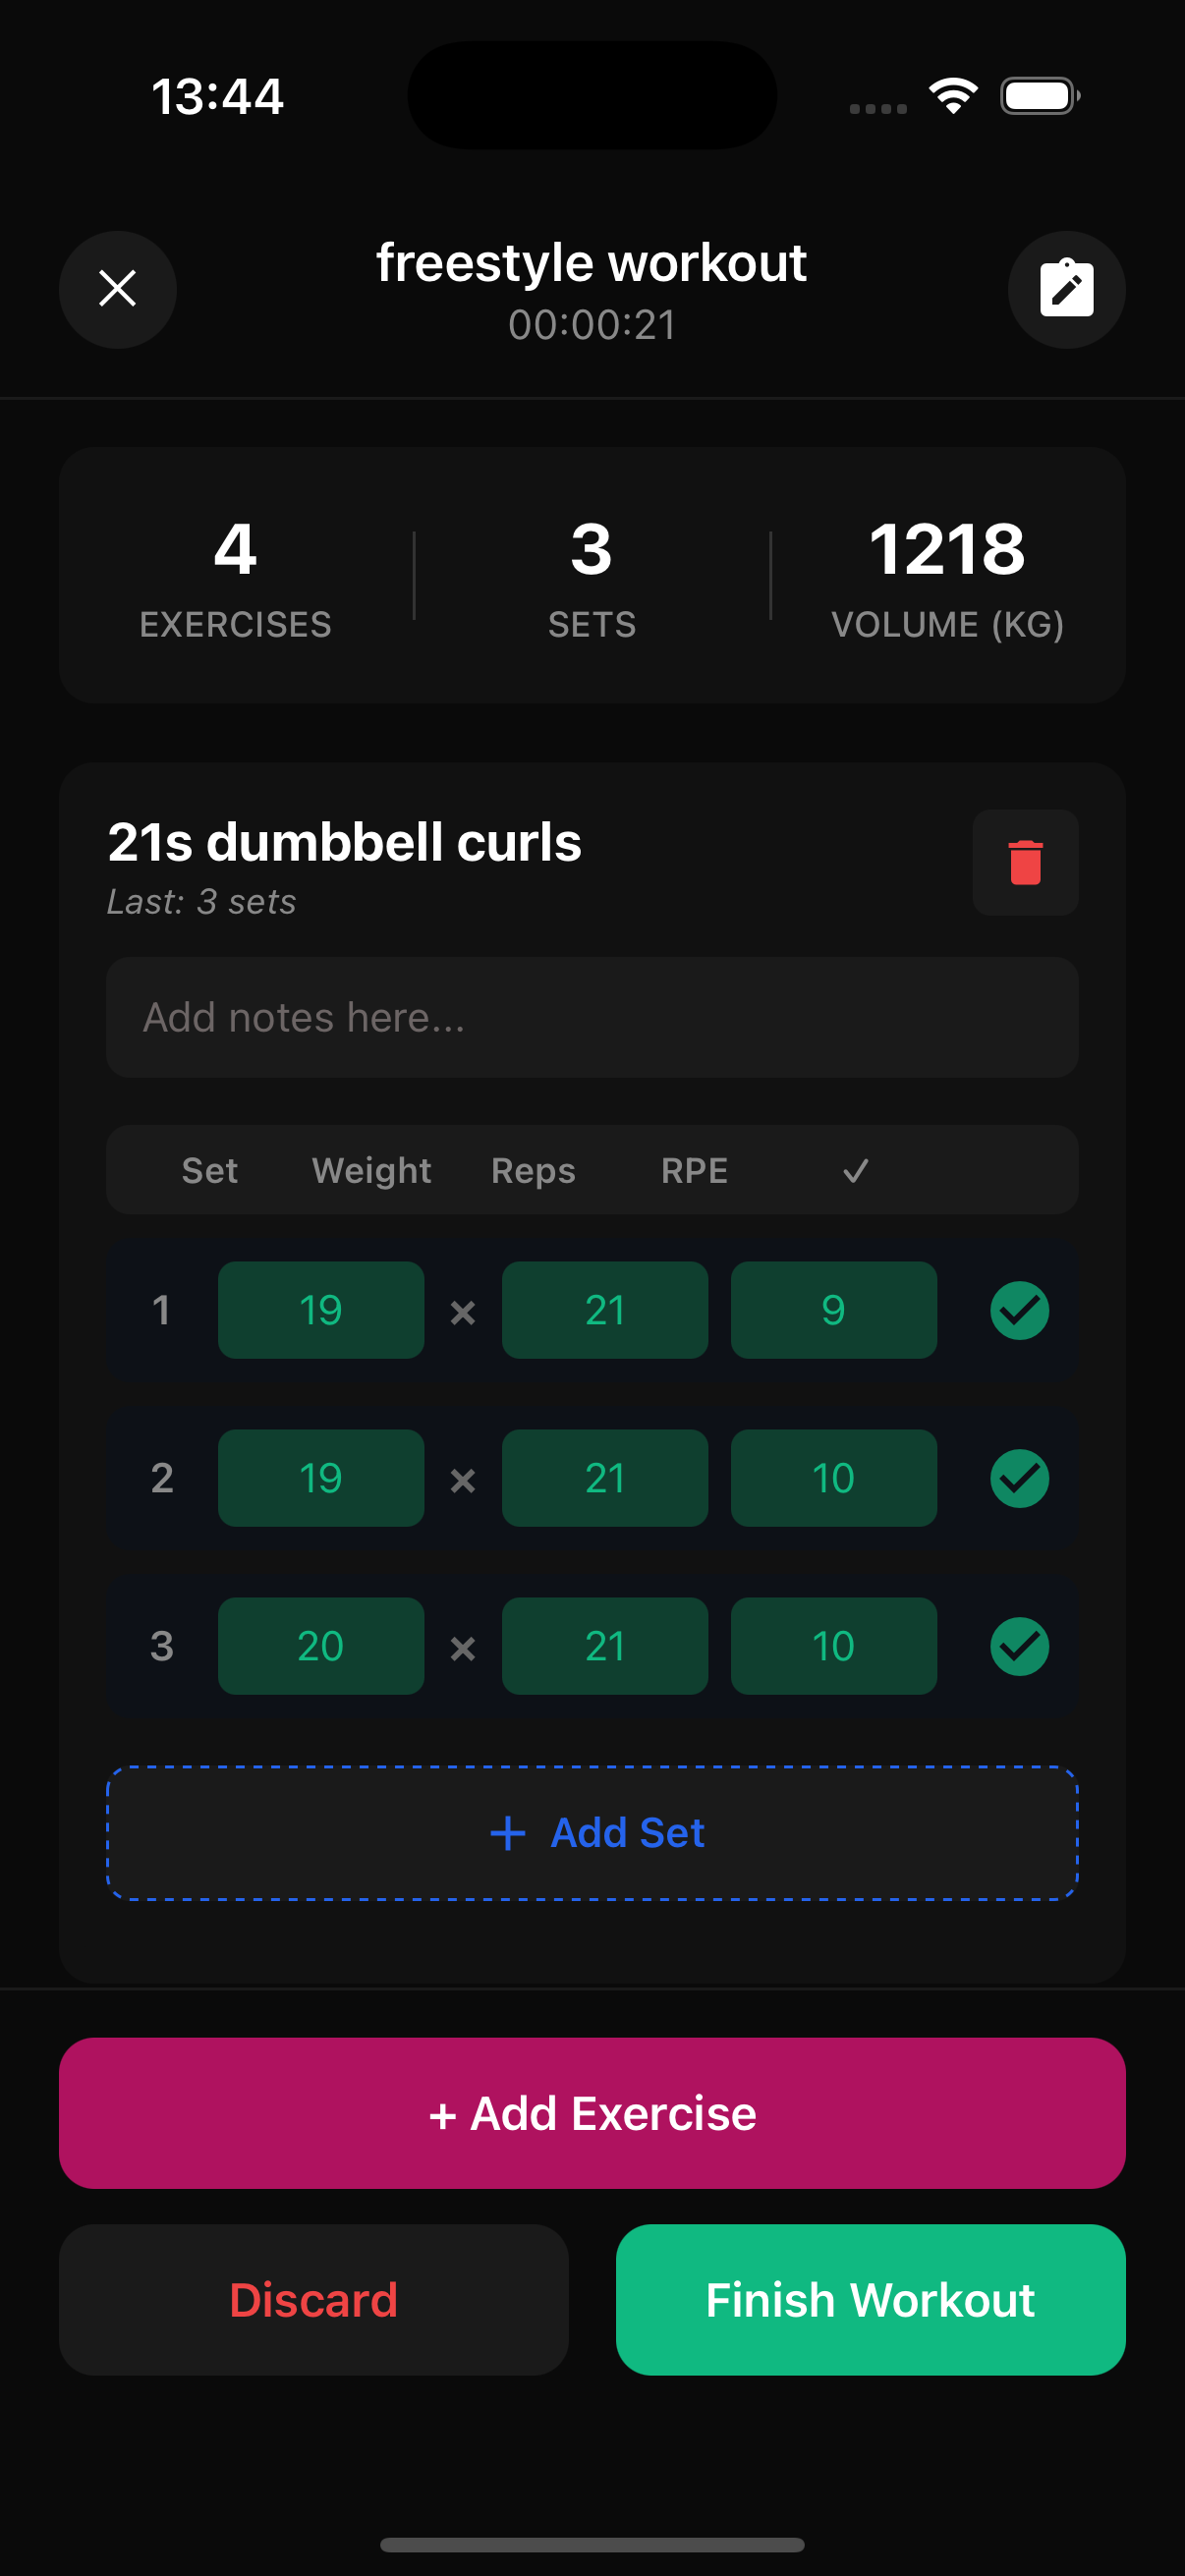 13:44
freestyle workout
00:00:21
4
EXERCISES
3
SETS
1218
VOLUME (KG)
21s dumbbell curls
Last: 3 sets
Add notes here...
Set Weight Reps RPE ✓
1 19 × 21 9
2 19 × 21 10
3 20 × 21 10
+ Add Set
+ Add Exercise
Discard
Finish Workout